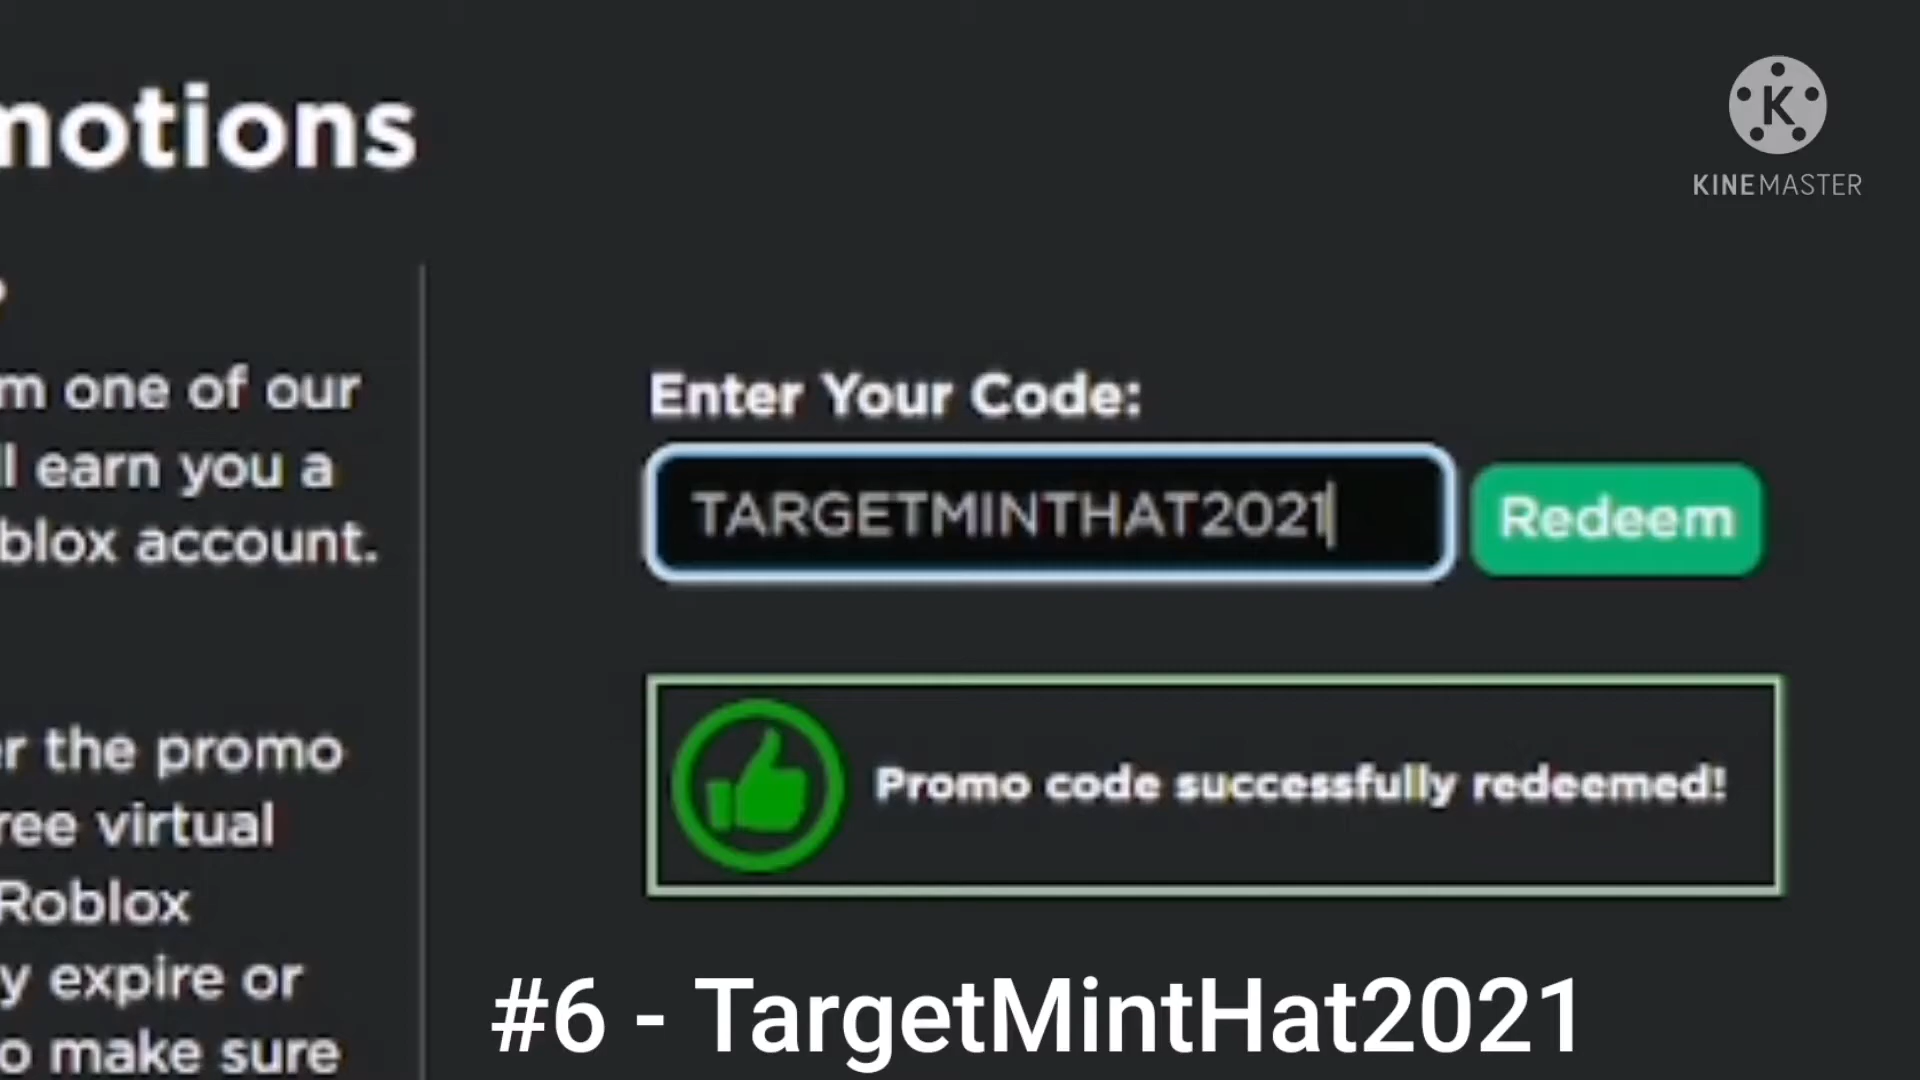 motions
m one of our
l earn you a
blox account.
r the promo
ree virtual
Roblox
y expire or
o make sure
Enter Your Code:
TARGETMINTHAT2021
Redeem
Promo code successfully redeemed!
#6 - TargetMintHat2021
K
KINEMASTER